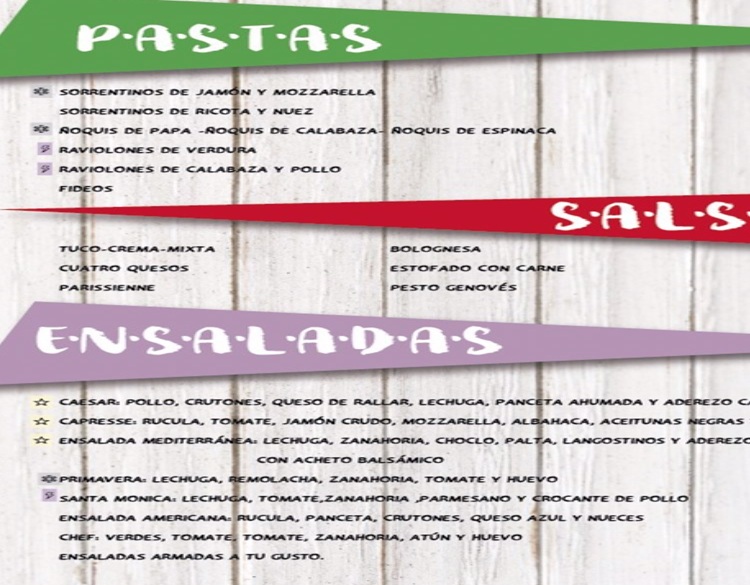 P·A·S·T·A·S
SORRENTINOS DE JAMÓN Y MOZZARELLA
SORRENTINOS DE RICOTA Y NUEZ
ÑOQUIS DE PAPA -ÑOQUIS DE CALABAZA- ÑOQUIS DE ESPINACA
RAVIOLONES DE VERDURA
RAVIOLONES DE CALABAZA Y POLLO
FIDEOS
S·A·L·S·
TUCO-CREMA-MIXTA
BOLOGNESA
CUATRO QUESOS
ESTOFADO CON CARNE
PARISSIENNE
PESTO GENOVÉS
E·N·S·A·L·A·D·A·S
CAESAR: POLLO, CRUTONES, QUESO DE RALLAR, LECHUGA, PANCETA AHUMADA Y ADEREZO CA
CAPRESSE: RUCULA, TOMATE, JAMÓN CRUDO, MOZZARELLA, ALBAHACA, ACEITUNAS NEGRAS
ENSALADA MEDITERRÁNEA: LECHUGA, ZANAHORIA, CHOCLO, PALTA, LANGOSTINOS Y ADEREZO
CON ACHETO BALSÁMICO
PRIMAVERA: LECHUGA, REMOLACHA, ZANAHORIA, TOMATE Y HUEVO
SANTA MONICA: LECHUGA, TOMATE,ZANAHORIA ,PARMESANO Y CROCANTE DE POLLO
ENSALADA AMERICANA: RUCULA, PANCETA, CRUTONES, QUESO AZUL Y NUECES
CHEF: VERDES, TOMATE, TOMATE, ZANAHORIA, ATÚN Y HUEVO
ENSALADAS ARMADAS A TU GUSTO.